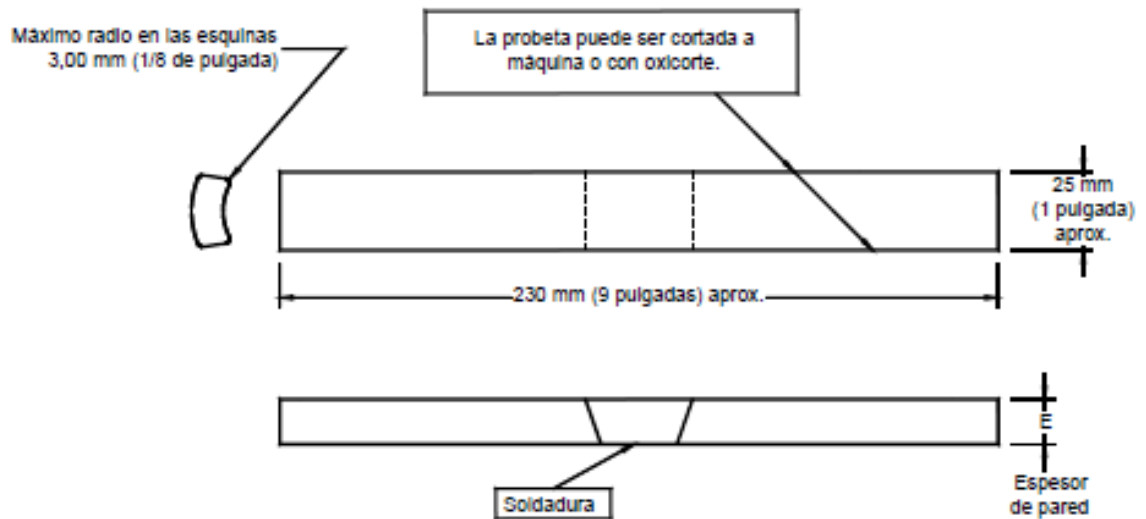 Máximo radio en las esquinas
3,00 mm (1/8 de pulgada)
La probeta puede ser cortada a
máquina o con oxicorte.
25 mm
(1 pulgada)
aprox.
230 mm (9 pulgadas) aprox.
E
Espesor
de pared
Soldadura